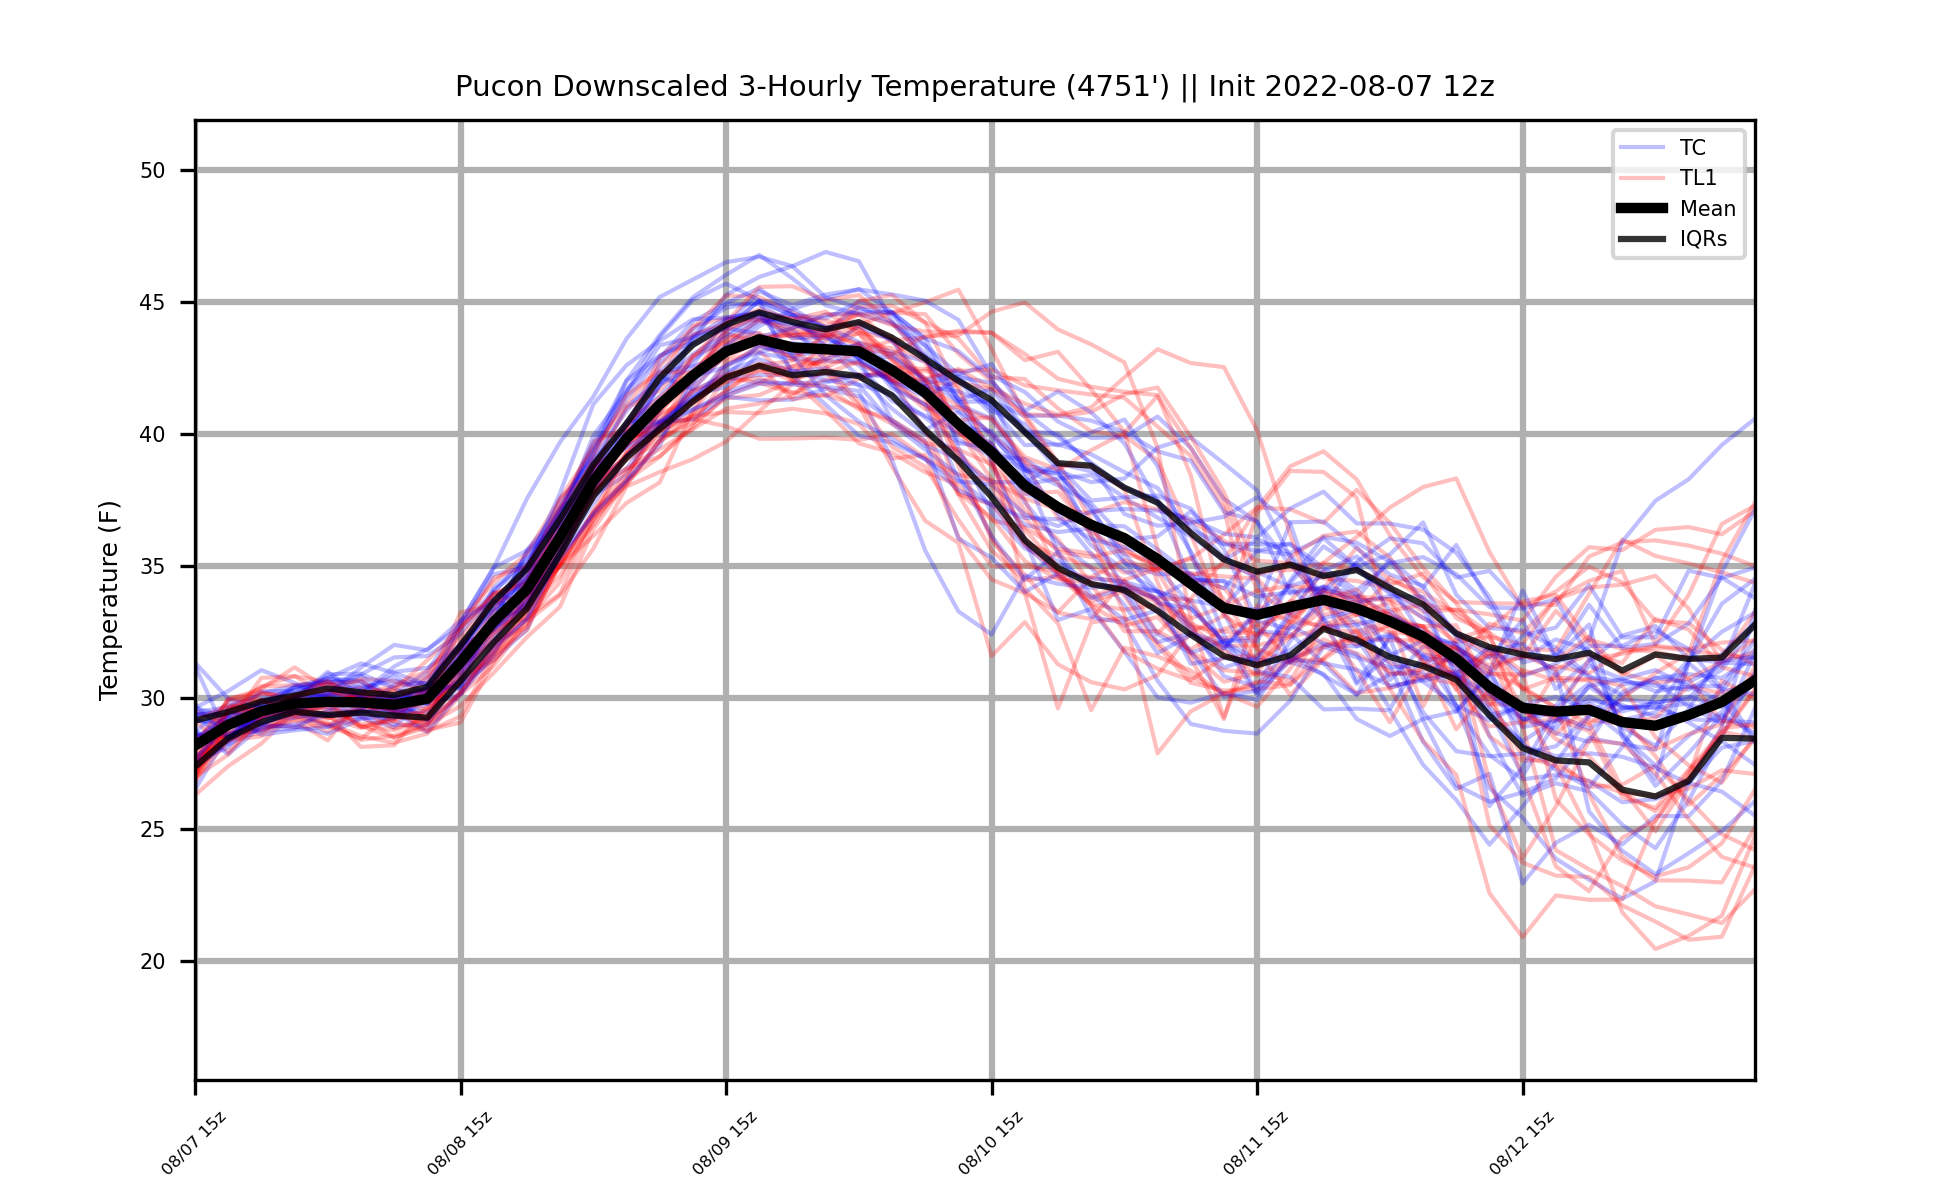 Pucon Downscaled 3-Hourly Temperature (4751') || Init 2022-08-07 12z
TC
TL1
Mean
IQRs
Temperature (F)
50
45
40
35
30
25
20
08/07 15z
08/08 15z
08/09 15z
08/10 15z
08/11 15z
08/12 15z